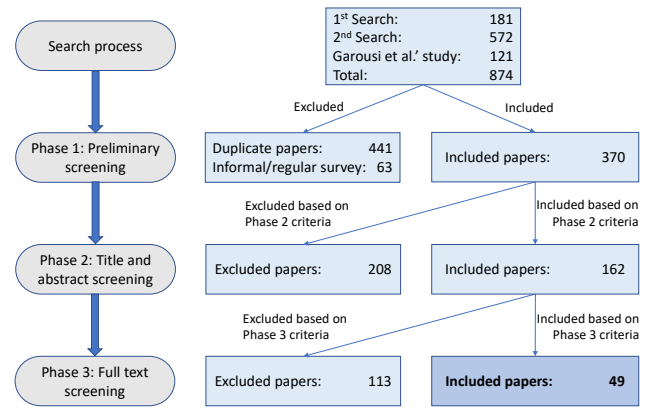 Search process
1st Search: 181
2nd Search: 572
Garousi et al.' study: 121
Total: 874
Excluded
Included
Phase 1: Preliminary
screening
Duplicate papers: 441
Informal/regular survey: 63
Included papers: 370
Excluded based on
Phase 2 criteria
Included based on
Phase 2 criteria
Phase 2: Title and
abstract screening
Excluded papers: 208
Included papers: 162
Excluded based on
Phase 3 criteria
Included based on
Phase 3 criteria
Phase 3: Full text
screening
Excluded papers: 113
Included papers: 49